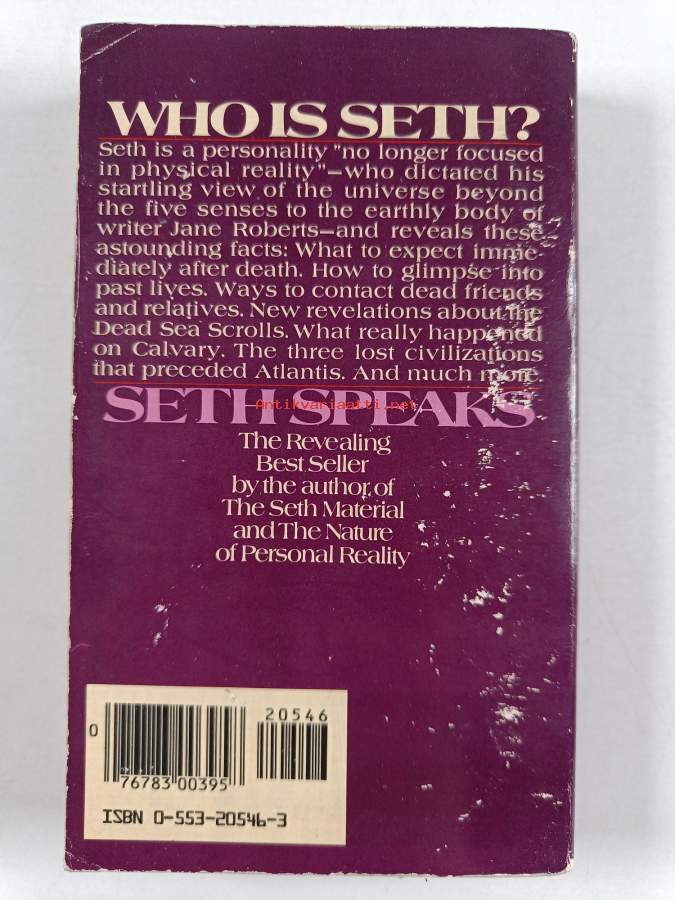 WHO IS SETH?
Seth is a personality "no longer focused
in physical reality"—who dictated his
startling view of the universe beyond
the five senses to the earthly body of
writer Jane Roberts—and reveals these
astounding facts: What to expect imme-
diately after death. How to glimpse into
past lives. Ways to contact dead friends
and relatives. New revelations about the
Dead Sea Scrolls. What really happened
on Calvary. The three lost civilizations
that preceded Atlantis. And much more.
SETH SPEAKS
Antikvariaatti.net
The Revealing
Best Seller
by the author of
The Seth Material
and The Nature
of Personal Reality
20546
0
76783 00395
ISBN 0-553-20546-3